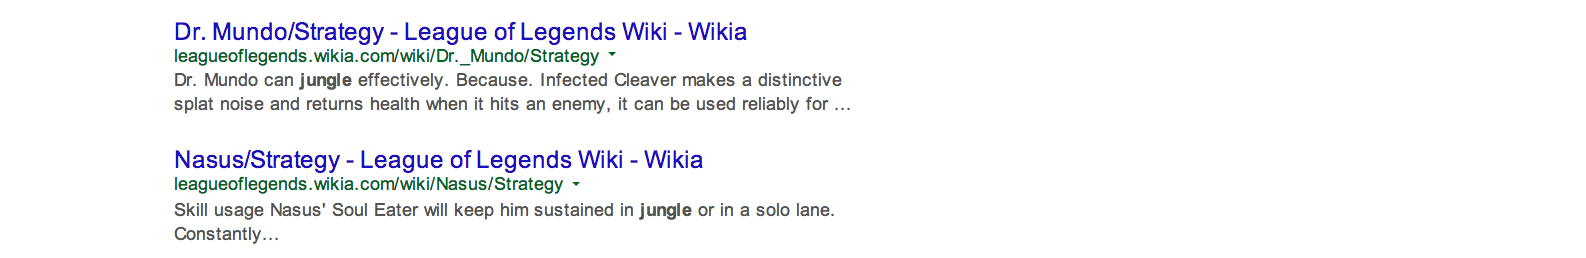 Dr. Mundo/Strategy - League of Legends Wiki - Wikia
leagueoflegends.wikia.com/wiki/Dr._Mundo/Strategy
Dr. Mundo can jungle effectively. Because. Infected Cleaver makes a distinctive
splat noise and returns health when it hits an enemy, it can be used reliably for ...
Nasus/Strategy - League of Legends Wiki - Wikia
leagueoflegends.wikia.com/wiki/Nasus/Strategy
Skill usage Nasus' Soul Eater will keep him sustained in jungle or in a solo lane.
Constantly...